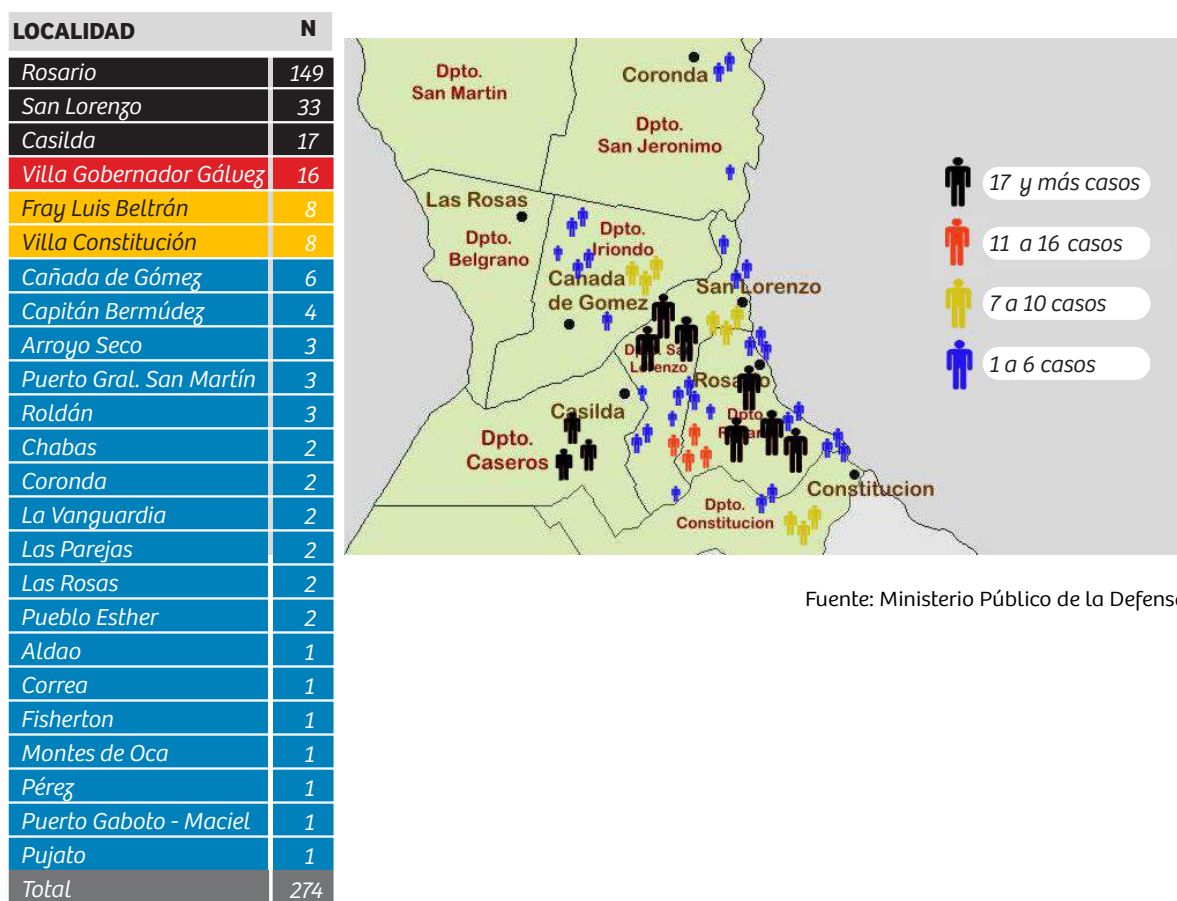 LOCALIDAD N
Rosario 149
San Lorenzo 33
Casilda 17
Villa Gobernador Gálvez 16
Fray Luis Beltrán 8
Villa Constitución 8
Cañada de Gómez 6
Capitán Bermúdez 4
Arroyo Seco 3
Puerto Gral. San Martín 3
Roldán 3
Chabas 2
Coronda 2
La Vanguardia 2
Las Parejas 2
Las Rosas 2
Pueblo Esther 2
Aldao 1
Correa 1
Fisherton 1
Montes de Oca 1
Pérez 1
Puerto Gaboto - Maciel 1
Pujato 1
Total 274
Dpto.
San Martin
Coronda
Dpto.
San Jeronimo
Las Rosas
Dpto.
Belgrano
Dpto.
Iriondo
Canada
de Gomez
San Lorenzo
Lorenzo
Casilda
Dpto.
Caseros
Constitucion
Dpto.
Constitucion
17 y más casos
11 a 16 casos
7 a 10 casos
1 a 6 casos
Fuente: Ministerio Público de la Defensa